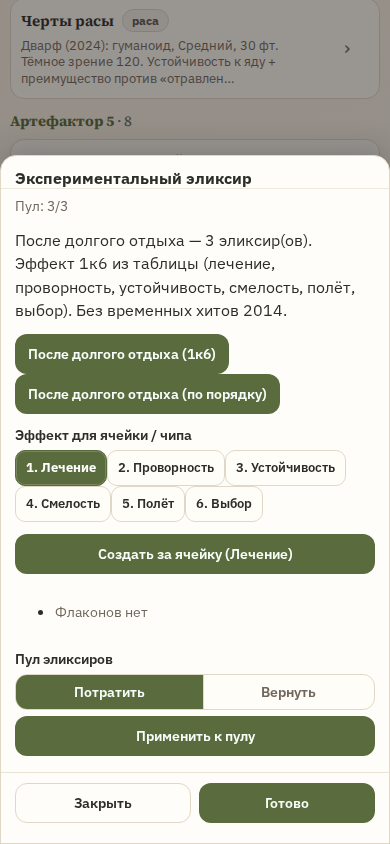 Черты расы
раса
Дварф (2024): гуманоид, Средний, 30 фт.
Тёмное зрение 120. Устойчивость к яду +
преимущество против «отравлен...
Артефактор 5 · 8
Экспериментальный эликсир
Пул: 3/3
После долгого отдыха — 3 эликсир(ов).
Эффект 1к6 из таблицы (лечение,
проворность, устойчивость, смелость, полёт,
выбор). Без временных хитов 2014.
После долгого отдыха (1к6)
После долгого отдыха (по порядку)
Эффект для ячейки / чипа
1. Лечение 2. Проворность 3. Устойчивость
4. Смелость 5. Полёт 6. Выбор
Создать за ячейку (Лечение)
• Флаконов нет
Пул эликсиров
Потратить Вернуть
Применить к пулу
Закрыть Готово